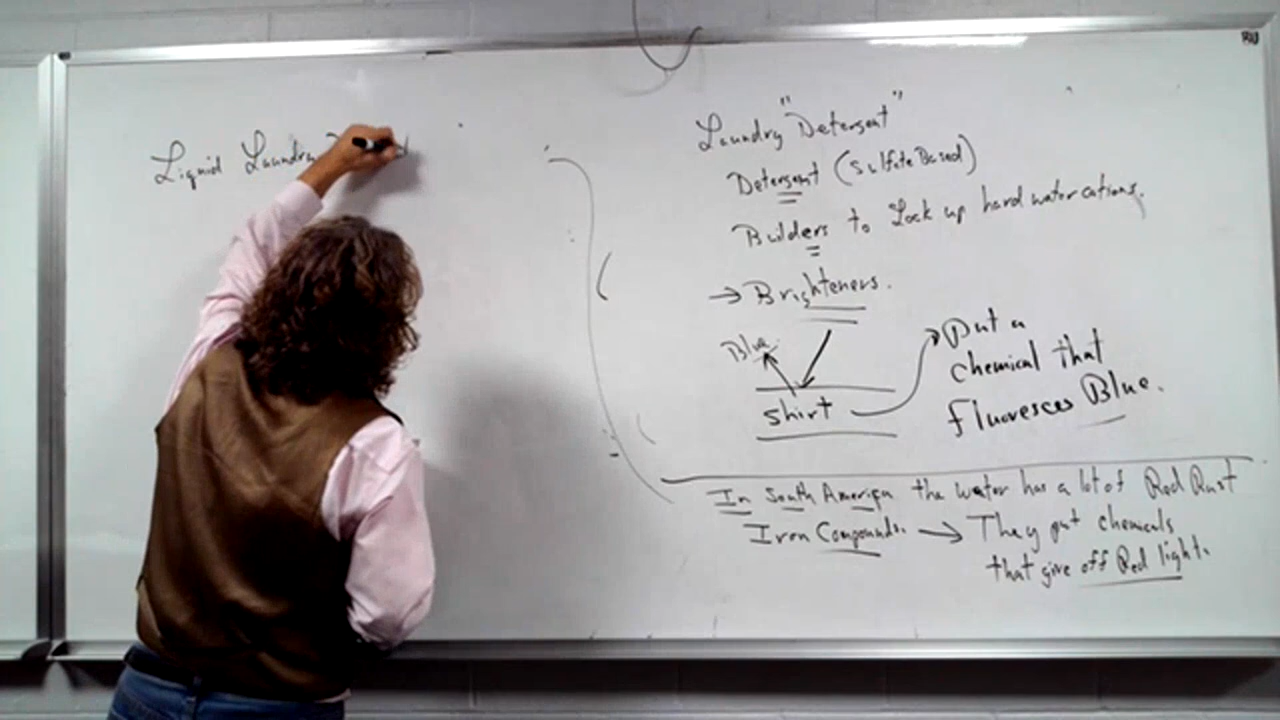 Liquid Laundry
Laundry "Detergent"
Detergent (Sulfate Based)
Builders to Lock up hard water cations.
→ Brighteners.
Blue
shirt
Put a
chemical that
fluoresces Blue.
In South America the water has a lot of Red Rust
Iron Compounds. → They put chemicals
that give off Red light.